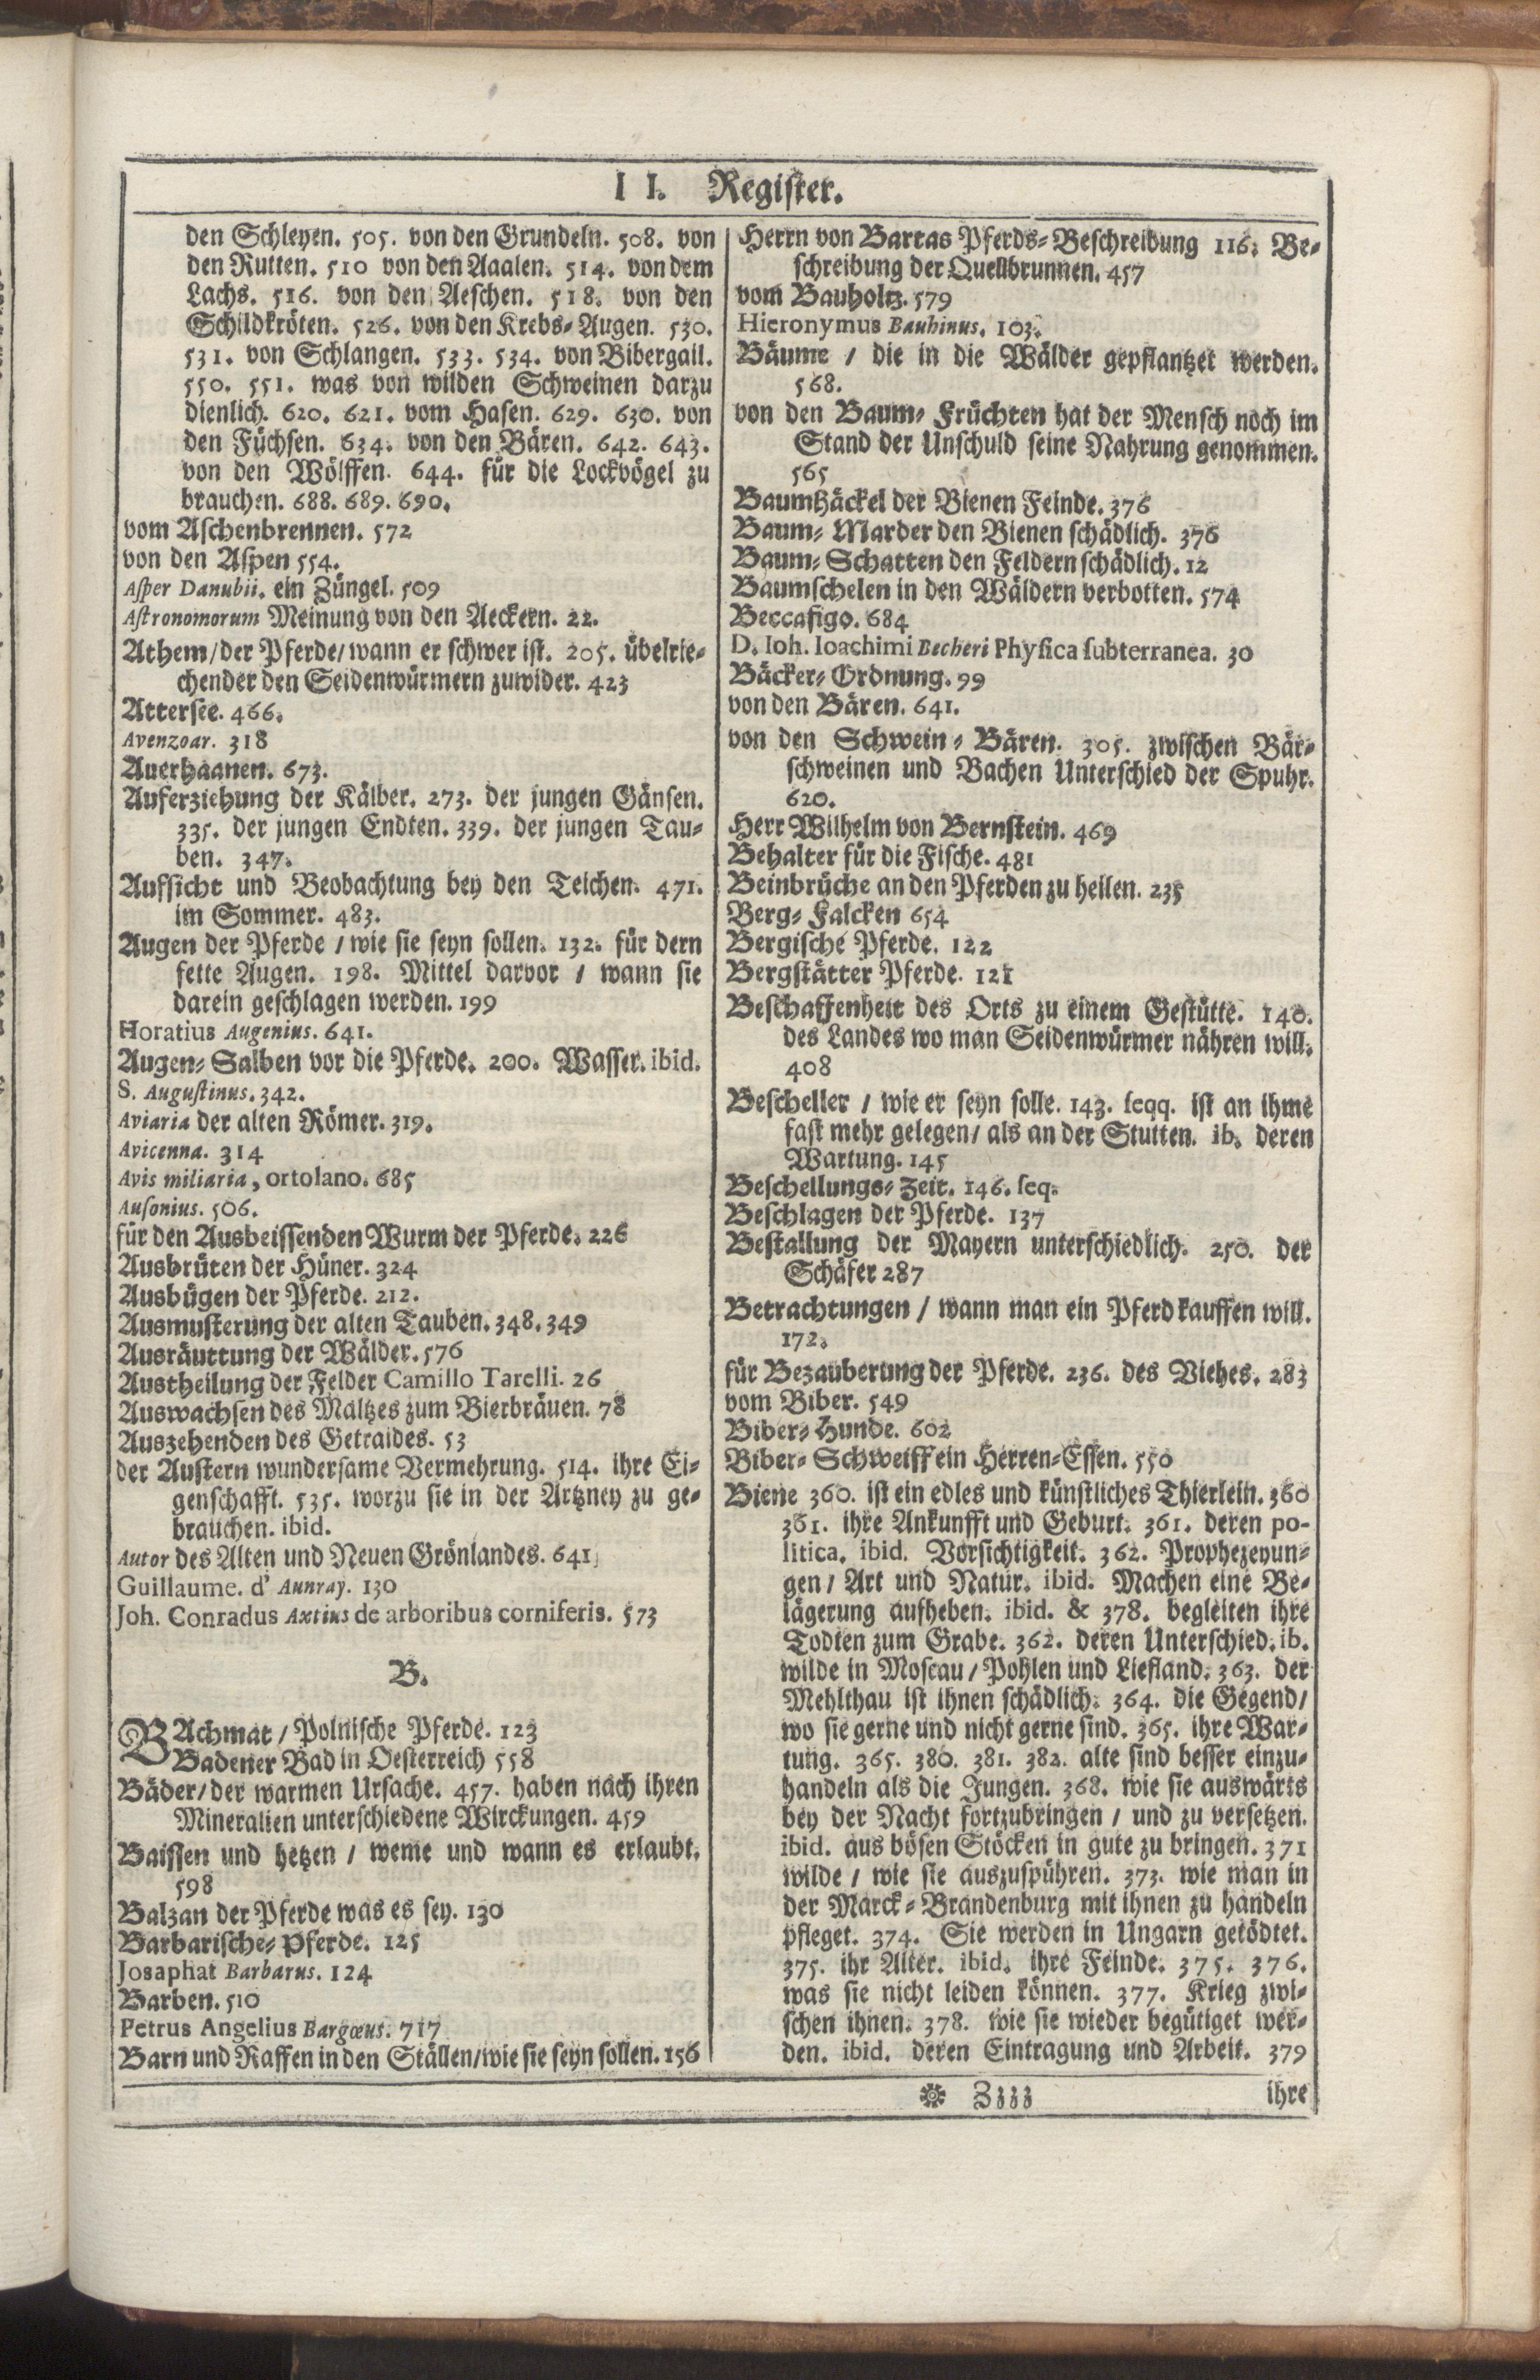 I I. Register.
den Schleyen. 505. von den Grundeln. 508. von
den Rutten. 510 von den Aaalen. 514. von dem
Lachs. 516. von den Aeschen. 518. von den
Schildkröten. 526. von den Krebs-Augen. 530.
531. von Schlangen. 533. 534. von Bibergail.
550. 551. was von wilden Schweinen darzu
dienlich. 620. 621. vom Hasen. 629. 630. von
den Füchsen. 634. von den Bären. 642. 643.
von den Wölffen. 644. für die Lockvögel zu
brauchen. 688. 689. 690.
vom Aschenbrennen. 572
von den Aspen 554.
Asper Danubii. ein Züngel. 509
Astronomorum Meinung von den Aeckern. 22.
Athem/der Pferde/wann er schwer ist. 205. übelrie-
chender den Seidenwürmern zuwider. 423
Attersee. 466.
Avenzoar. 318
Auerhaanen. 673.
Auferziehung der Kälber. 273. der jungen Gänsen.
335. der jungen Endten. 339. der jungen Tau-
ben. 347.
Aufsicht und Beobachtung bey den Teichen. 471.
im Sommer. 483.
Augen der Pferde / wie sie seyn sollen. 132. für dern
fette Augen. 198. Mittel darvor / wann sie
darein geschlagen werden. 199
Horatius Augenius. 641.
Augen-Salben vor die Pferde. 200. Wasser. ibid.
S. Augustinus. 342.
Aviaria der alten Römer. 319.
Avicenna. 314
Avis miliaria, ortolano. 685
Ausonius. 506.
für den Ausbeissenden Wurm der Pferde. 226
Ausbrüten der Hüner. 324
Ausbügen der Pferde. 212.
Ausmusterung der alten Tauben. 348. 349
Ausräuttung der Wälder. 576
Austheilung der Felder Camillo Tarelli. 26
Auswachsen des Maltzes zum Bierbräuen. 78
Auszehenden des Getraides. 53
der Austern wundersame Vermehrung. 514. ihre Ei-
genschafft. 535. worzu sie in der Artzney zu ge-
brauchen. ibid.
Autor des Alten und Neuen Grönlandes. 641
Guillaume. d' Aunray. 130
Joh. Conradus Axtius de arboribus corniferis. 573
B.
BAchmat / Polnische Pferde. 123
Badener Bad in Oesterreich 558
Bäder/der warmen Ursache. 457. haben nach ihren
Mineralien unterschiedene Wirckungen. 459
Baissen und hetzen / weme und wann es erlaubt.
598
Balzan der Pferde was es sey. 130
Barbarische-Pferde. 125
Josaphat Barbarus. 124
Barben. 510
Petrus Angelius Bargœus. 717
Barn und Raffen in den Ställen/wie sie seyn sollen. 156
Herrn von Bartas Pferds-Beschreibung 116. Be-
schreibung der Quellbrunnen. 457
vom Bauholtz. 579
Hieronymus Bauhinus. 103.
Bäume / die in die Wälder gepflantzet werden.
568.
von den Baum-Früchten hat der Mensch noch im
Stand der Unschuld seine Nahrung genommen.
565
Baumhäckel der Bienen Feinde. 376
Baum-Marder den Bienen schädlich. 376
Baum-Schatten den Feldern schädlich. 12
Baumschelen in den Wäldern verbotten. 574
Beccafigo. 684
D. Ioh. Ioachimi Becheri Physica subterranea. 30
Bäcker-Ordnung. 99
von den Bären. 641.
von den Schwein-Bären. 305. zwischen Bär-
schweinen und Bachen Unterschied der Spuhr.
620.
Herr Wilhelm von Bernstein. 469
Behalter für die Fische. 481
Beinbrüche an den Pferden zu heilen. 235
Berg-Falcken 654
Bergische Pferde. 122
Bergstätter Pferde. 121
Beschaffenheit des Orts zu einem Gestütte. 140.
des Landes wo man Seidenwürmer nähren will.
408
Bescheller / wie er seyn solle. 143. seqq. ist an ihme
fast mehr gelegen/ als an der Stutten. ib. deren
Wartung. 145
Beschellungs-Zeit. 146. seq.
Beschlagen der Pferde. 137
Bestallung der Mayern unterschiedlich. 250. der
Schäfer 287
Betrachtungen / wann man ein Pferd kauffen will.
172.
für Bezauberung der Pferde. 236. des Viehes. 283
vom Biber. 549
Biber-Hunde. 602
Biber-Schweiff ein Herren-Essen. 550
Biene 360. ist ein edles und künstliches Thierlein. 360
361. ihre Ankunfft und Geburt. 361. deren po-
litica. ibid. Vorsichtigkeit. 362. Prophezeyun-
gen / Art und Natur. ibid. Machen eine Be-
lägerung aufheben. ibid. & 378. begleiten ihre
Todten zum Grabe. 362. deren Unterschied. ib.
wilde in Moscau / Pohlen und Liefland. 363. der
Mehlthau ist ihnen schädlich. 364. die Gegend/
wo sie gerne und nicht gerne sind. 365. ihre War-
tung. 365. 380. 381. 382. alte sind besser einzu-
handeln als die Jungen. 368. wie sie auswärts
bey der Nacht fortzubringen / und zu versetzen.
ibid. aus bösen Stöcken in gute zu bringen. 371
wilde / wie sie auszuspühren. 373. wie man in
der Marck-Brandenburg mit ihnen zu handeln
pfleget. 374. Sie werden in Ungarn getödtet.
375. ihr Alter. ibid. ihre Feinde. 375. 376.
was sie nicht leiden können. 377. Krieg zwi-
schen ihnen. 378. wie sie wieder begütiget wer-
den. ibid. deren Eintragung und Arbeit. 379
Zzzz
ihre